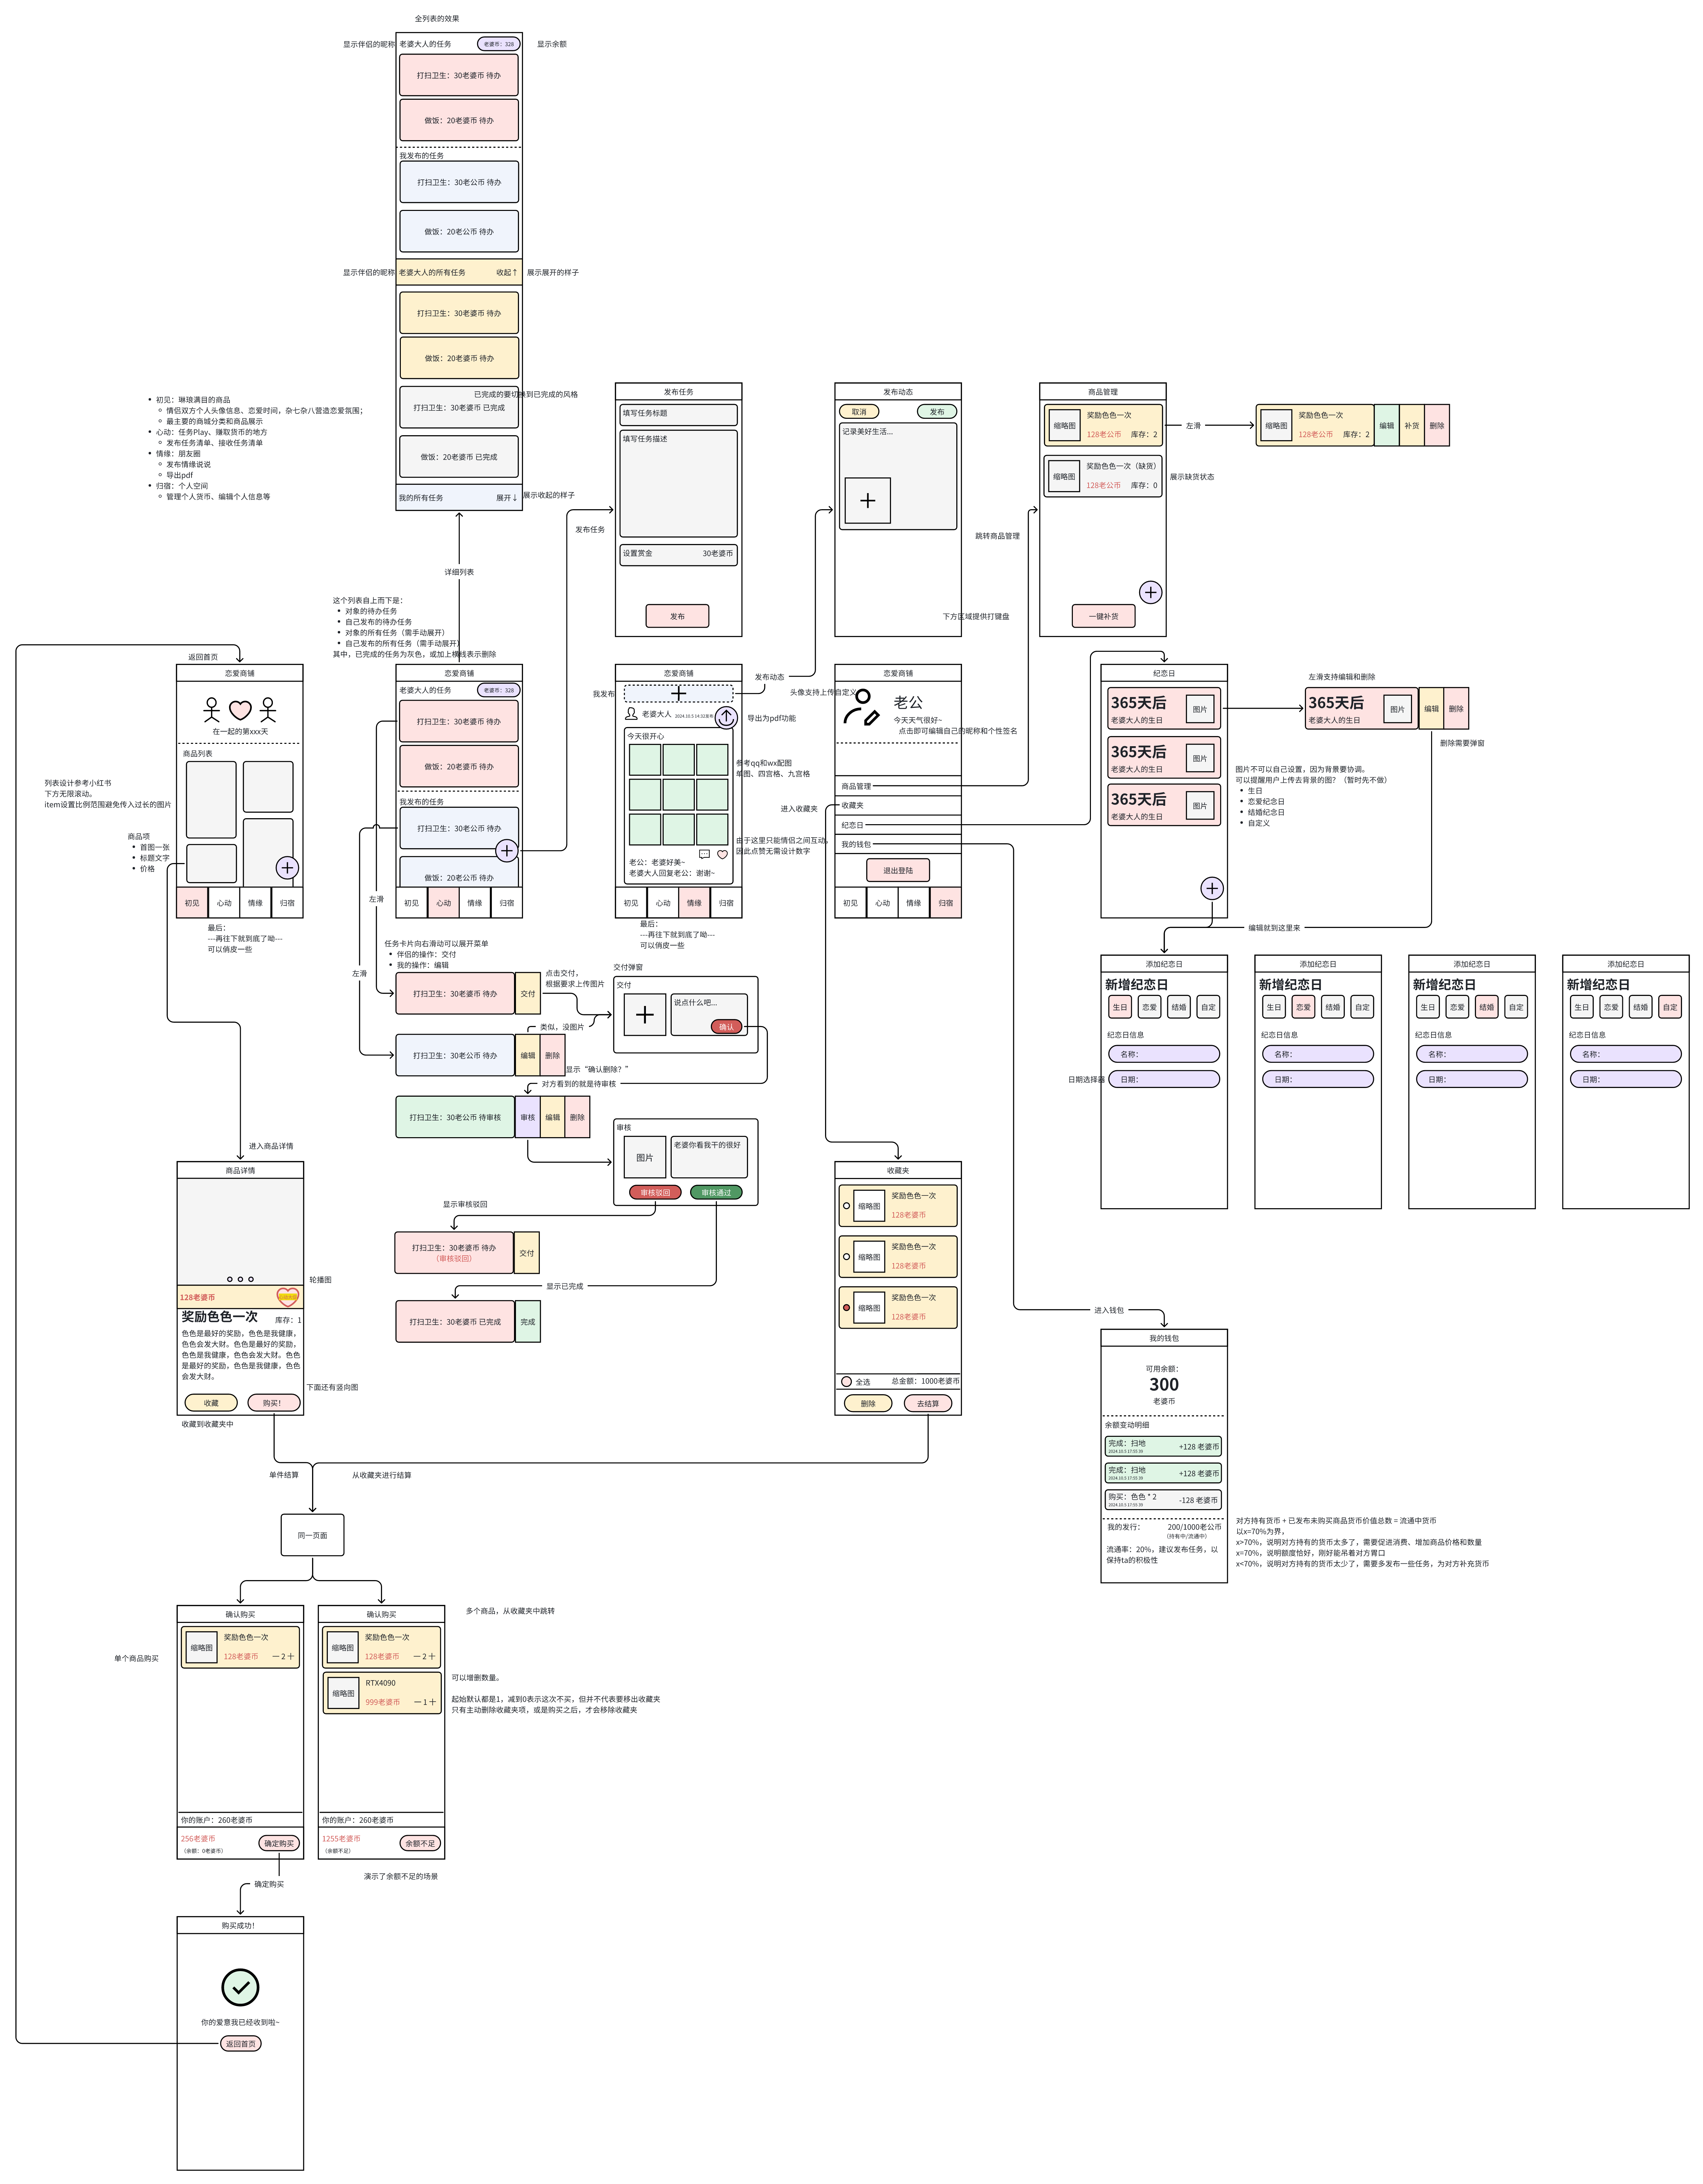 全列表的效果
显示伴侣的昵称
老婆大人的任务
老婆币：328
显示余额
打扫卫生：30老婆币 待办
做饭：20老婆币 待办
我发布的任务
打扫卫生：30老公币 待办
做饭：20老公币 待办
显示伴侣的昵称
老婆大人的所有任务
收起↑
展示展开的样子
打扫卫生：30老婆币 待办
做饭：20老婆币 待办
已完成的要切换到已完成的风格
打扫卫生：30老婆币 已完成
做饭：20老婆币 已完成
我的所有任务
展开↓
展示收起的样子
• 初见：琳琅满目的商品
◦ 情侣双方个人头像信息、恋爱时间，杂七杂八营造恋爱氛围；
◦ 最主要的商城分类和商品展示
• 心动：任务Play、赚取货币的地方
◦ 发布任务清单、接收任务清单
• 情缘：朋友圈
◦ 发布情缘说说
◦ 导出pdf
• 归宿：个人空间
◦ 管理个人货币、编辑个人信息等
详细列表
这个列表自上而下是：
• 对象的待办任务
• 自己发布的待办任务
• 对象的所有任务（需手动展开）
• 自己发布的所有任务（需手动展开）
其中，已完成的任务为灰色，或加上横线表示删除
发布任务
发布任务
填写任务标题
填写任务描述
设置赏金
30老婆币
发布
发布动态
取消
发布
记录美好生活...
下方区域提供打键盘
跳转商品管理
商品管理
缩略图
奖励色色一次
128老公币
库存：2
缩略图
奖励色色一次（缺货）
128老公币
库存：0
展示缺货状态
一键补货
左滑
缩略图
奖励色色一次
128老公币
库存：2
编辑
补货
删除
返回首页
恋爱商铺
在一起的第xxx天
商品列表
列表设计参考小红书
下方无限滚动。
item设置比例范围避免传入过长的图片
商品项
• 首图一张
• 标题文字
• 价格
初见
心动
情缘
归宿
最后：
---再往下就到底了呦---
可以俏皮一些
恋爱商铺
老婆大人的任务
老婆币：328
打扫卫生：30老婆币 待办
做饭：20老婆币 待办
我发布的任务
打扫卫生：30老公币 待办
做饭：20老公币 待办
初见
心动
情缘
归宿
左滑
左滑
恋爱商铺
我发布
发布动态
老婆大人
2024.10.5 14:32发布
导出为pdf功能
今天很开心
参考qq和wx配图
单图、四宫格、九宫格
由于这里只能情侣之间互动，
因此点赞无需设计数字
老公：老婆好美~
老婆大人回复老公：谢谢~
初见
心动
情缘
归宿
最后：
---再往下就到底了呦---
可以俏皮一些
恋爱商铺
头像支持上传自定义
老公
今天天气很好~
点击即可编辑自己的昵称和个性签名
商品管理
收藏夹
纪念日
我的钱包
进入收藏夹
退出登陆
初见
心动
情缘
归宿
纪恋日
365天后
老婆大人的生日
图片
365天后
老婆大人的生日
图片
365天后
老婆大人的生日
图片
左滑支持编辑和删除
365天后
老婆大人的生日
图片
编辑
删除
删除需要弹窗
图片不可以自己设置，因为背景要协调。
可以提醒用户上传去背景的图？（暂时先不做）
• 生日
• 恋爱纪念日
• 结婚纪念日
• 自定义
编辑就到这里来
添加纪恋日
新增纪恋日
生日
恋爱
结婚
自定
纪恋日信息
名称：
日期选择器
日期：
添加纪恋日
新增纪恋日
生日
恋爱
结婚
自定
纪恋日信息
名称：
日期：
添加纪恋日
新增纪恋日
生日
恋爱
结婚
自定
纪恋日信息
名称：
日期：
添加纪恋日
新增纪恋日
生日
恋爱
结婚
自定
纪恋日信息
名称：
日期：
任务卡片向右滑动可以展开菜单
• 伴侣的操作：交付
• 我的操作：编辑
打扫卫生：30老婆币 待办
交付
点击交付，
根据要求上传图片
交付弹窗
交付
说点什么吧...
确认
类似，没图片
打扫卫生：30老公币 待办
编辑
删除
显示“确认删除？”
对方看到的就是待审核
打扫卫生：30老公币 待审核
审核
编辑
删除
审核
图片
老婆你看我干的很好
审核驳回
审核通过
显示审核驳回
打扫卫生：30老婆币 待办
（审核驳回）
交付
显示已完成
打扫卫生：30老婆币 已完成
完成
进入商品详情
商品详情
轮播图
128老婆币
奖励色色一次
库存：1
色色是最好的奖励，色色是我健康，
色色会发大财。色色是最好的奖励，
色色是我健康，色色会发大财。色色
是最好的奖励，色色是我健康，色色
会发大财。
下面还有竖向图
收藏
购买！
收藏到收藏夹中
收藏夹
缩略图
奖励色色一次
128老婆币
缩略图
奖励色色一次
128老婆币
缩略图
奖励色色一次
128老婆币
全选
总金额：1000老婆币
删除
去结算
进入钱包
我的钱包
可用余额：
300
老婆币
余额变动明细
完成：扫地
2024.10.5 17:55:39
+128 老婆币
完成：扫地
2024.10.5 17:55:39
+128 老婆币
购买：色色 * 2
2024.10.5 17:55:39
-128 老婆币
我的发行：
200/1000老公币
（持有中/流通中）
流通率：20%，建议发布任务，以
保持ta的积极性
对方持有货币 + 已发布未购买商品货币价值总数 = 流通中货币
以x=70%为界，
x>70%，说明对方持有的货币太多了，需要促进消费、增加商品价格和数量
x=70%，说明额度恰好，刚好能吊着对方胃口
x<70%，说明对方持有的货币太少了，需要多发布一些任务，为对方补充货币
单件结算
从收藏夹进行结算
同一页面
确认购买
单个商品购买
缩略图
奖励色色一次
128老婆币
2
你的账户：260老婆币
256老婆币
（余额：0老婆币）
确定购买
确认购买
多个商品，从收藏夹中跳转
缩略图
奖励色色一次
128老婆币
2
缩略图
RTX4090
999老婆币
1
可以增删数量。
起始默认都是1，减到0表示这次不买，但并不代表要移出收藏夹
只有主动删除收藏夹项，或是购买之后，才会移除收藏夹
你的账户：260老婆币
1255老婆币
（余额不足）
余额不足
演示了余额不足的场景
确定购买
购买成功！
你的爱意我已经收到啦~
返回首页